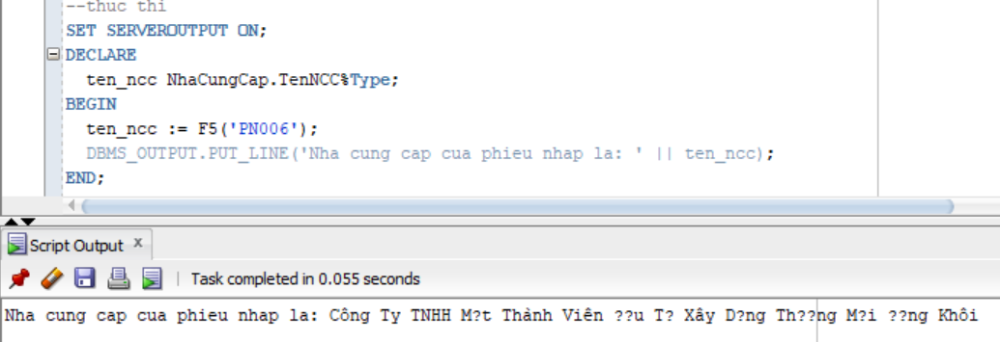 --thuc thi
SET SERVEROUTPUT ON;
DECLARE
ten_ncc NhaCungCap.TenNCC%Type;
BEGIN
ten_ncc := F5('PN006');
DBMS_OUTPUT.PUT_LINE('Nha cung cap cua phieu nhap la: ' || ten_ncc);
END;
Script Output x
Task completed in 0.055 seconds
Nha cung cap cua phieu nhap la: Công Ty TNHH M?t Thành Viên ??u T? Xây D?ng Th??ng M?i ??ng Khôi